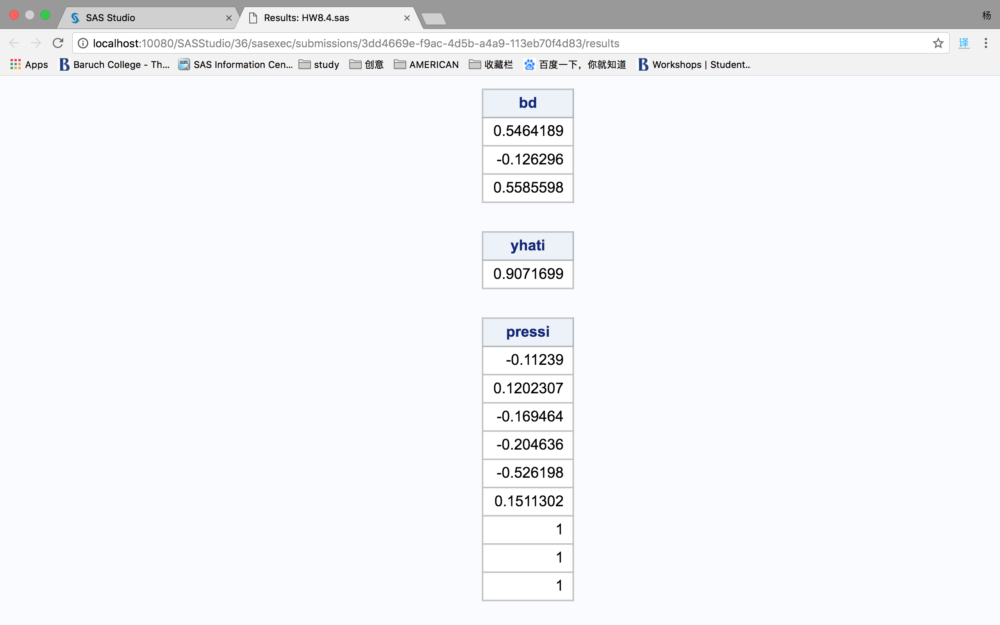 SAS Studio
Results: HW8.4.sas
杨
localhost:10080/SASStudio/36/sasexec/submissions/3dd4669e-f9ac-4d5b-a4a9-113eb70f4d83/results
译
Apps
B Baruch College - Th...
sas SAS Information Cen...
study
创意
AMERICAN
收藏栏
du 百度一下，你就知道
B Workshops | Student...
bd
0.5464189
-0.126296
0.5585598
yhati
0.9071699
pressi
-0.11239
0.1202307
-0.169464
-0.204636
-0.526198
0.1511302
1
1
1